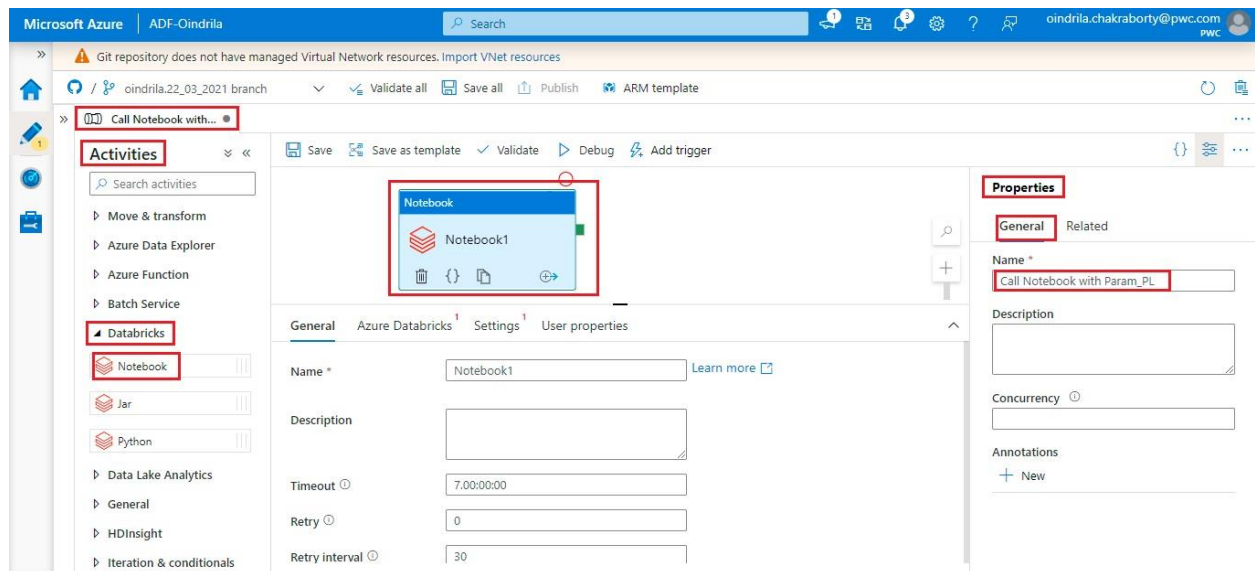 Microsoft Azure ADF-Oindrila Search 1 3 oindrila.chakraborty@pwc.com
PWC
Git repository does not have managed Virtual Network resources. Import VNet resources
/ oindrila.22_03_2021 branch Validate all Save all Publish ARM template
Call Notebook with...
1
Activities
Search activities
Move & transform
Azure Data Explorer
Azure Function
Batch Service
Databricks
Notebook
Jar
Python
Data Lake Analytics
General
HDInsight
Iteration & conditionals
Save Save as template Validate Debug Add trigger {}
Notebook
Notebook1
{}
General Azure Databricks 1 Settings 1 User properties
Name * Notebook1 Learn more
Description
Timeout 7.00:00:00
Retry 0
Retry interval 30
Properties
General Related
Name *
Call Notebook with Param_PL
Description
Concurrency
Annotations
New